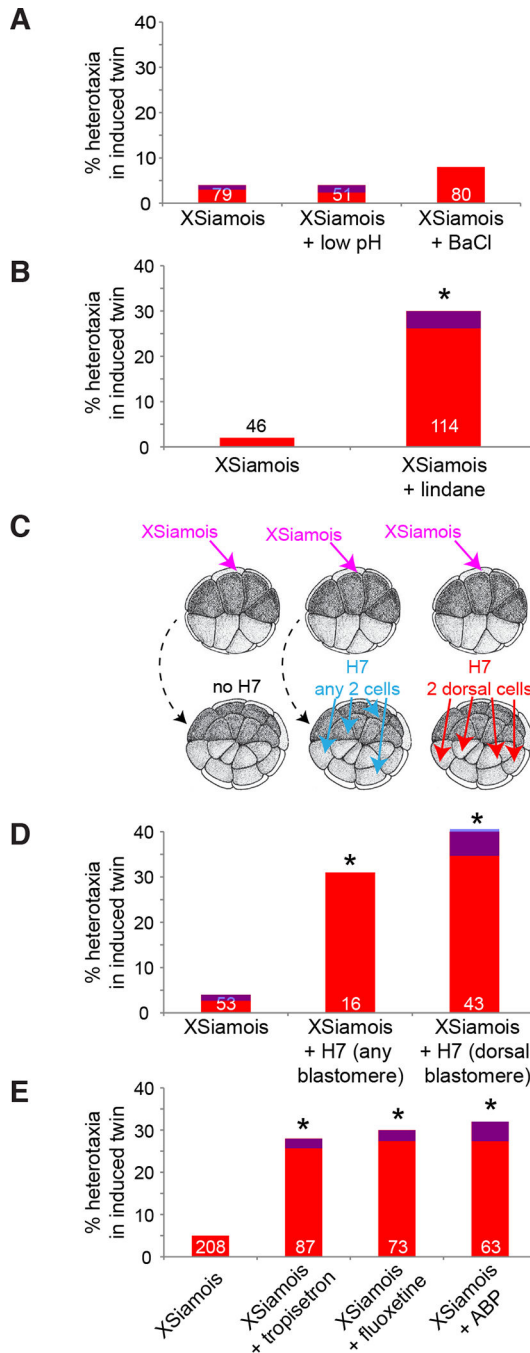 A
% heterotaxia
in induced twin
40
30
20
10
0
79
51
80
XSiamois
XSiamois
+ low pH
XSiamois
+ BaCl
B
% heterotaxia
in induced twin
40
30
20
10
0
46
*
114
XSiamois
XSiamois
+ lindane
C
XSiamois
XSiamois
XSiamois
no H7
H7
any 2 cells
H7
2 dorsal cells
D
% heterotaxia
in induced twin
40
30
20
10
0
53
*
16
*
43
XSiamois
XSiamois
+ H7 (any
blastomere)
XSiamois
+ H7 (dorsal
blastomere)
E
% heterotaxia
in induced twin
40
30
20
10
0
208
*
87
*
73
*
63
XSiamois
XSiamois
+ tropisetron
XSiamois
+ fluoxetine
XSiamois
+ ABP